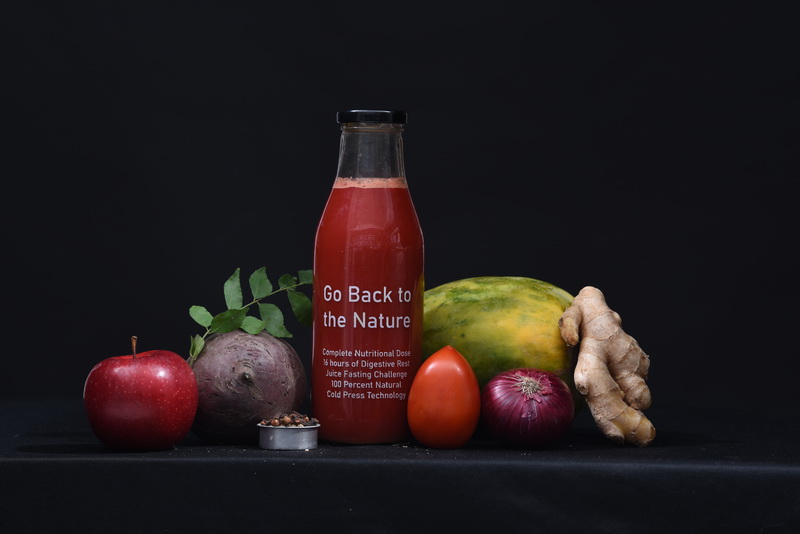 Go Back to
the Nature
Complete Nutritional Dose
16 hours of Digestive Rest
Juice Fasting Challenge
100 Percent Natural
Cold Press Technology